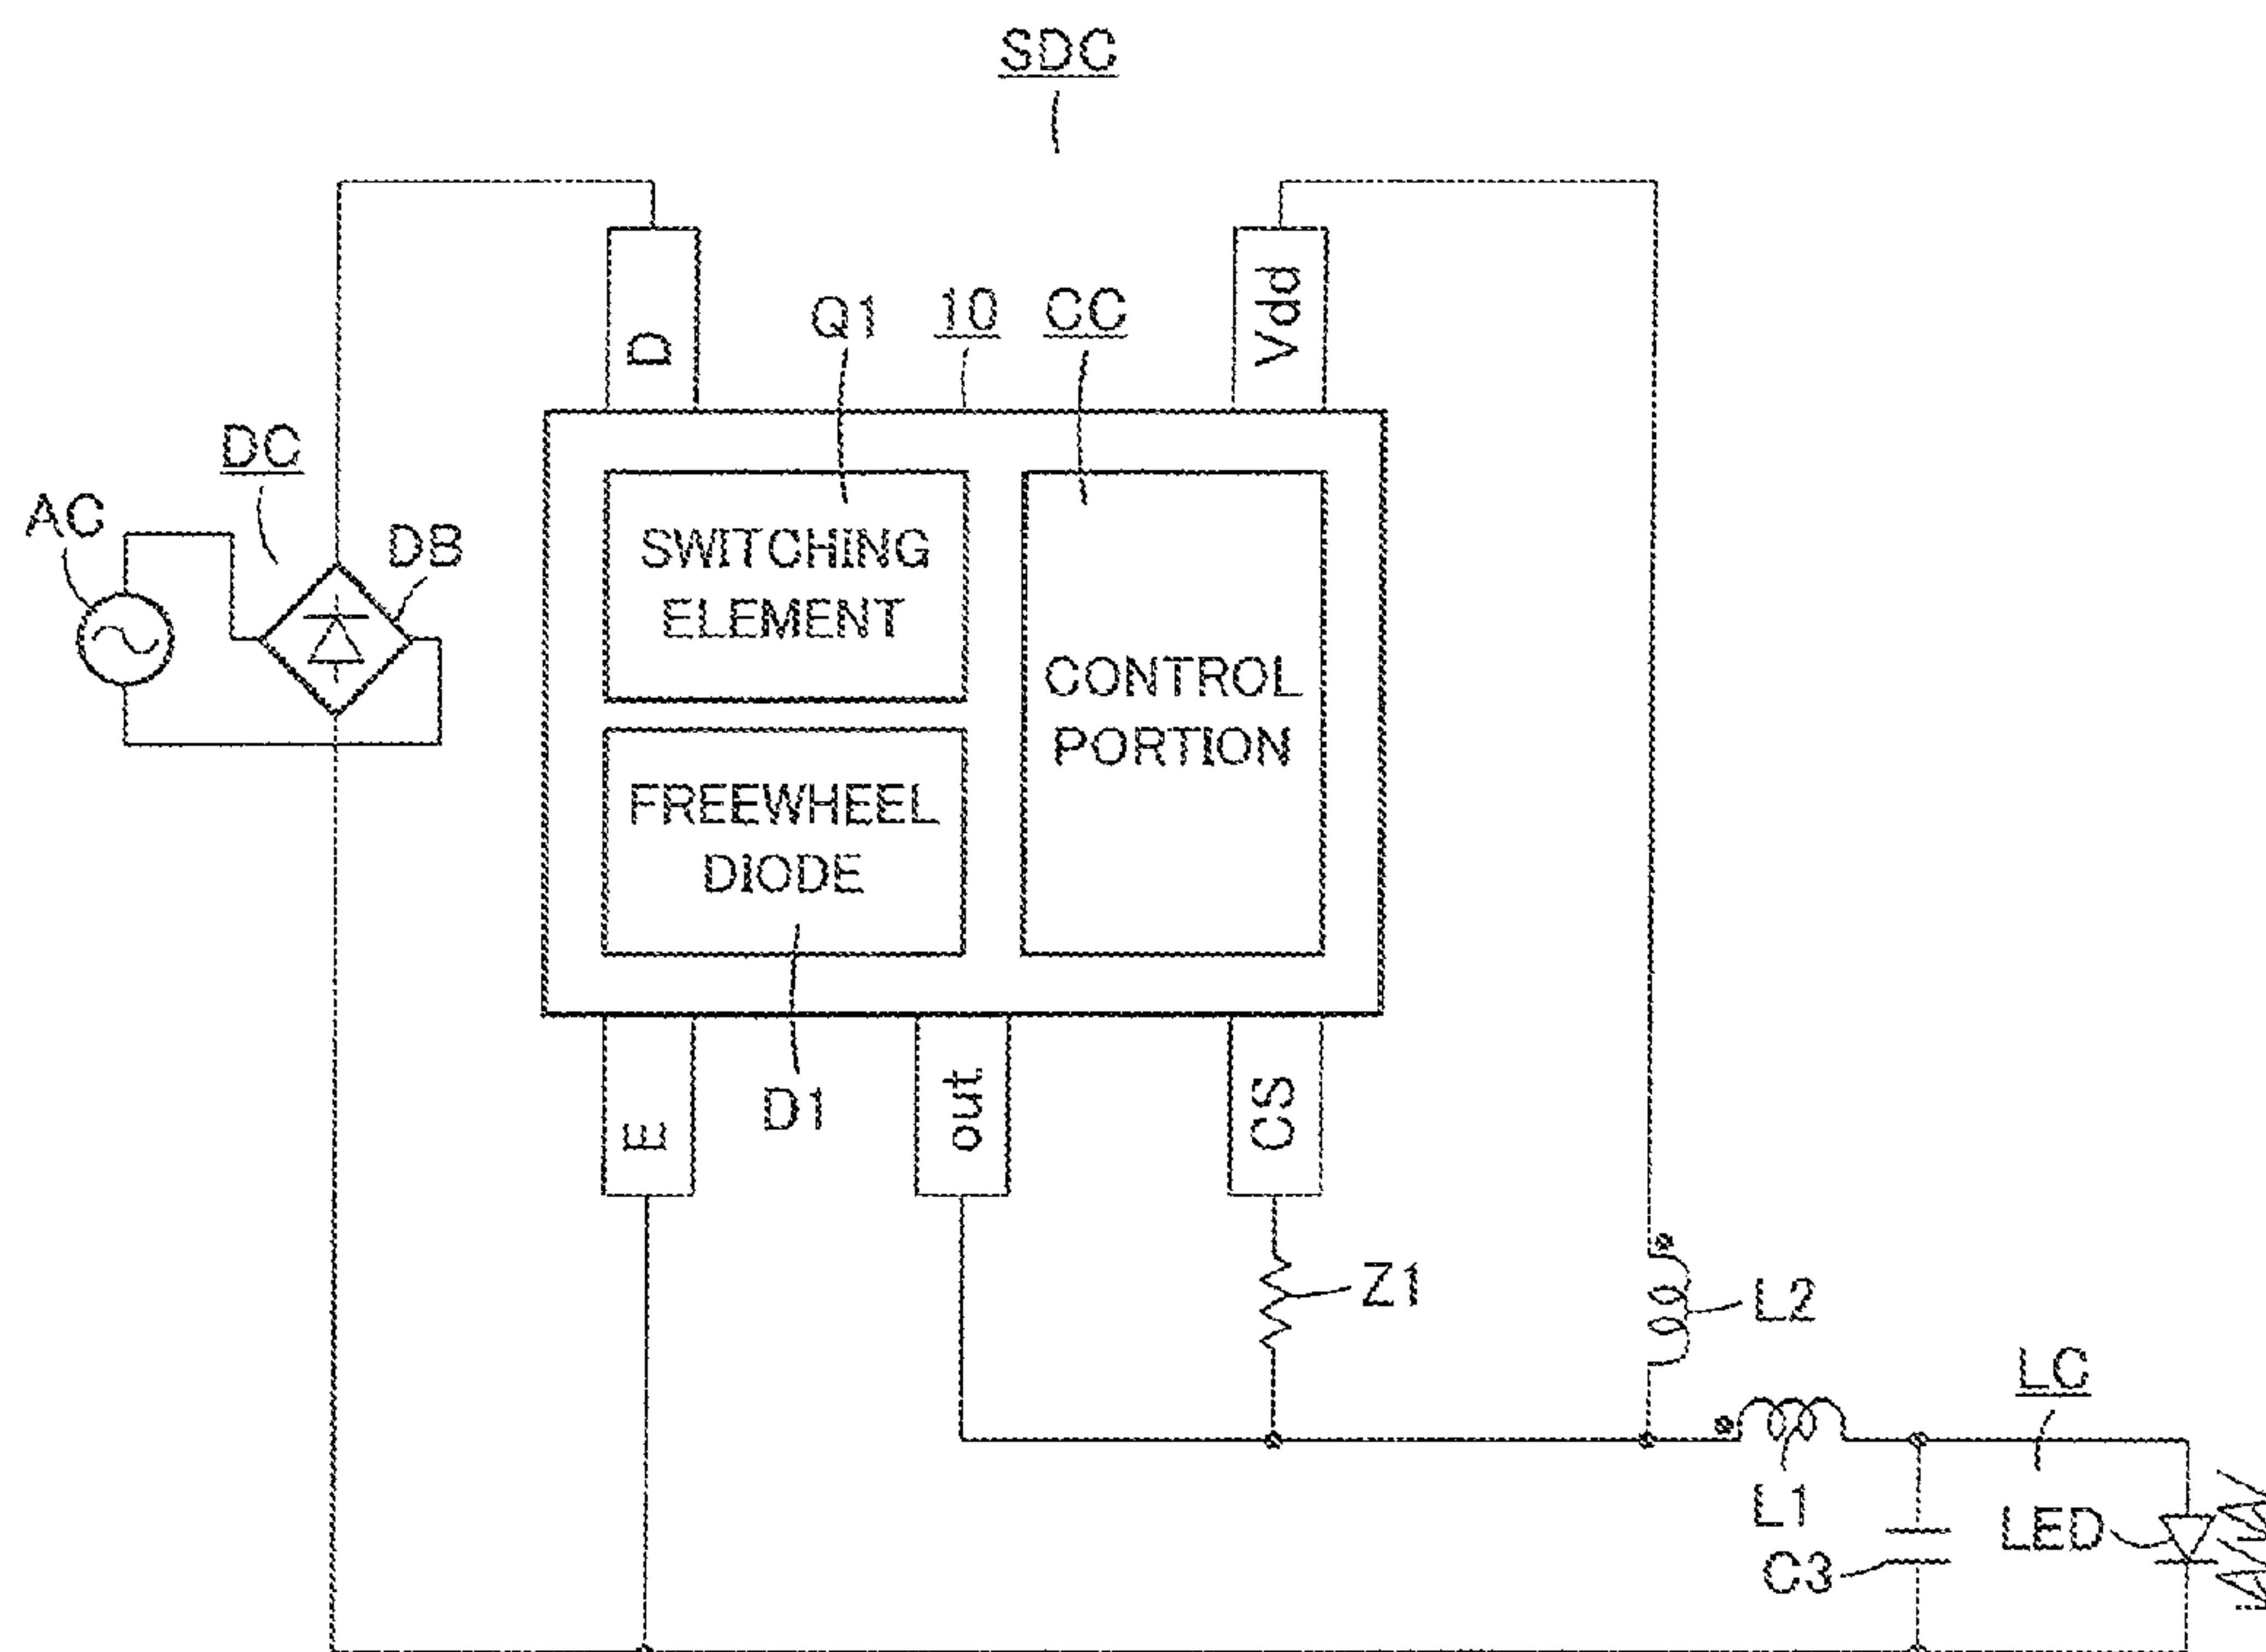 SDC
D
Vdd
Q1
10
CC
DC
AC
DB
SWITCHING
ELEMENT
CONTROL
PORTION
FREEWHEEL
DIODE
E
D1
out
CS
Z1
L2
LC
L1
LED
C3